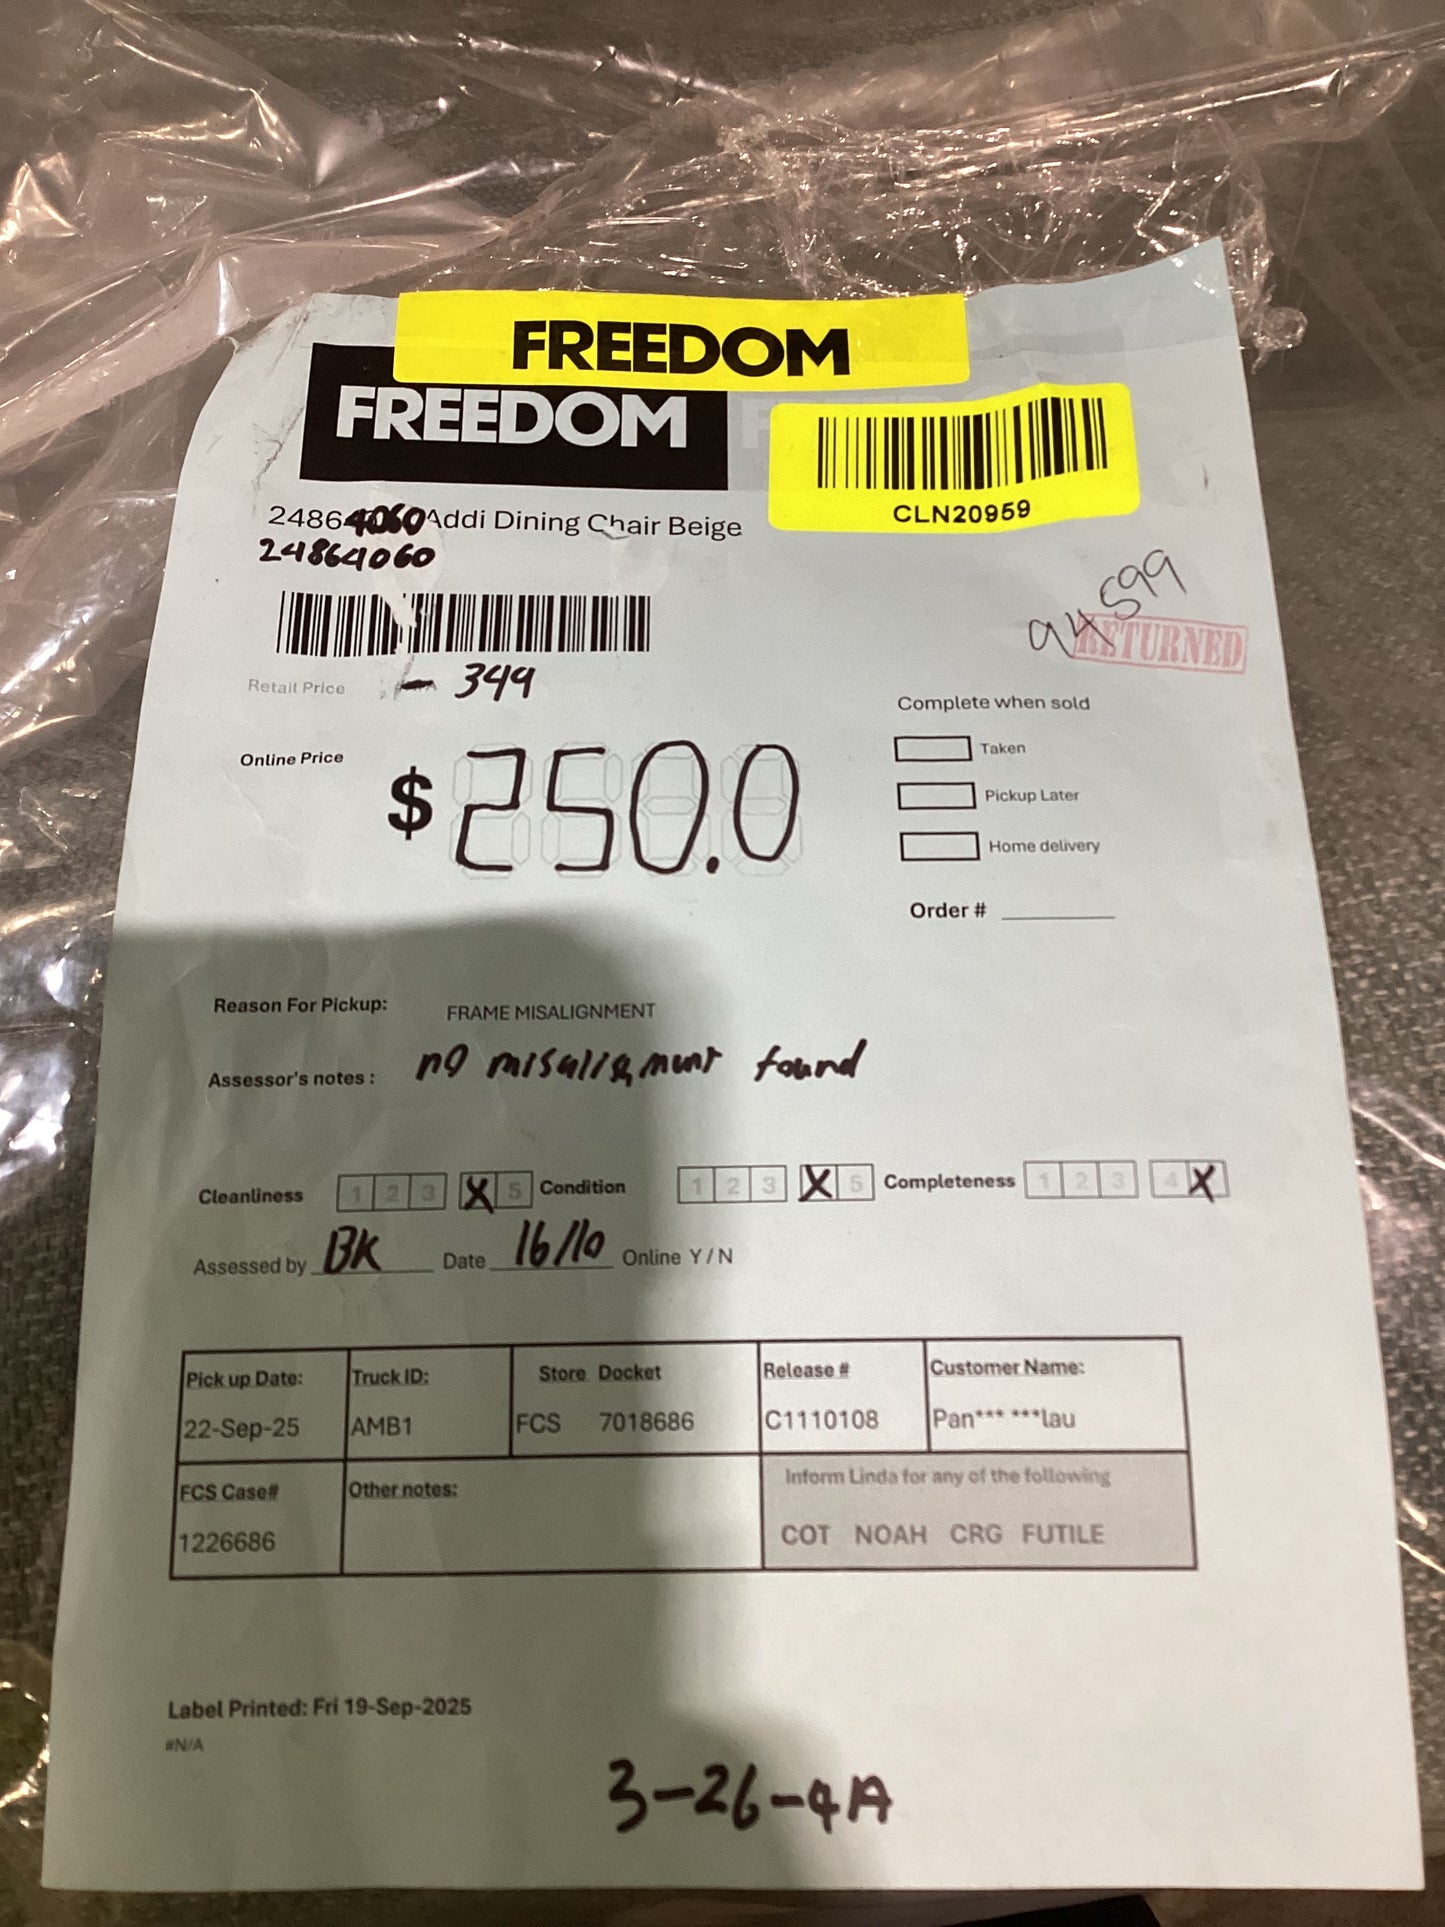 FREEDOM
FREEDOM
CLN20959
24864060 Addi Dining Chair Beige
24864060
94599
RETURNED
Retail Price - 349
Online Price $ 250.0
Complete when sold
Taken
Pickup Later
Home delivery
Order #
Reason For Pickup: FRAME MISALIGNMENT
Assessor's notes : no misalignment found
Cleanliness 1 2 3 X 5 Condition 1 2 3 X 5 Completeness 1 2 3 4 X
Assessed by BK Date 16/10 Online Y / N
Pick up Date: Truck ID: Store Docket Release # Customer Name:
22-Sep-25 AMB1 FCS 7018686 C1110108 Pan*** ***lau
FCS Case# Other notes: Inform Linda for any of the following
1226686 COT NOAH CRG FUTILE
Label Printed: Fri 19-Sep-2025
#N/A
3-26-4A